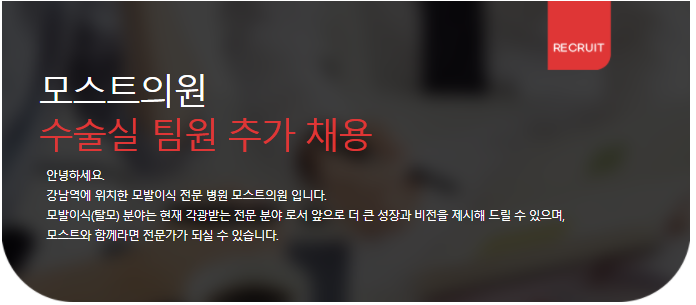 RECRUIT
모스트의원
수술실 팀원 추가 채용
안녕하세요.
강남역에 위치한 모발이식 전문 병원 모스트의원 입니다.
모발이식(탈모) 분야는 현재 각광받는 전문 분야 로서 앞으로 더 큰 성장과 비전을 제시해 드릴 수 있으며,
모스트와 함께라면 전문가가 되실 수 있습니다.